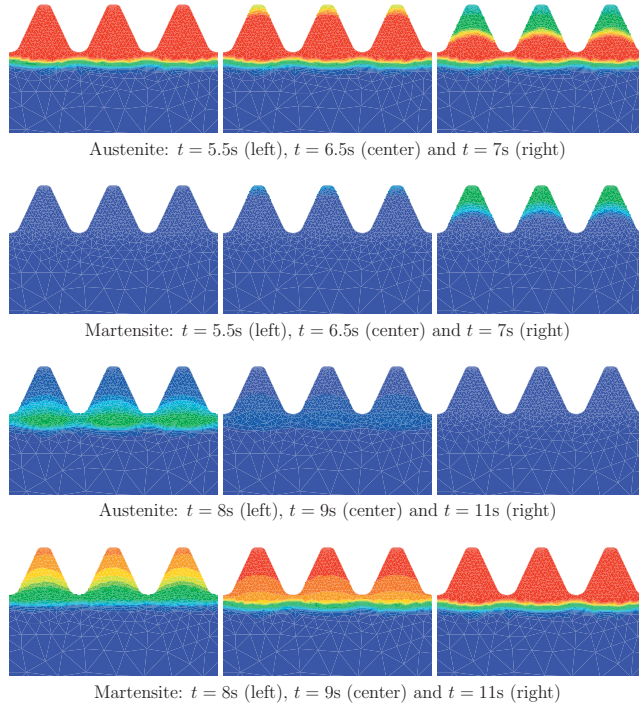 Austenite: t = 5.5s (left), t = 6.5s (center) and t = 7s (right)
Martensite: t = 5.5s (left), t = 6.5s (center) and t = 7s (right)
Austenite: t = 8s (left), t = 9s (center) and t = 11s (right)
Martensite: t = 8s (left), t = 9s (center) and t = 11s (right)